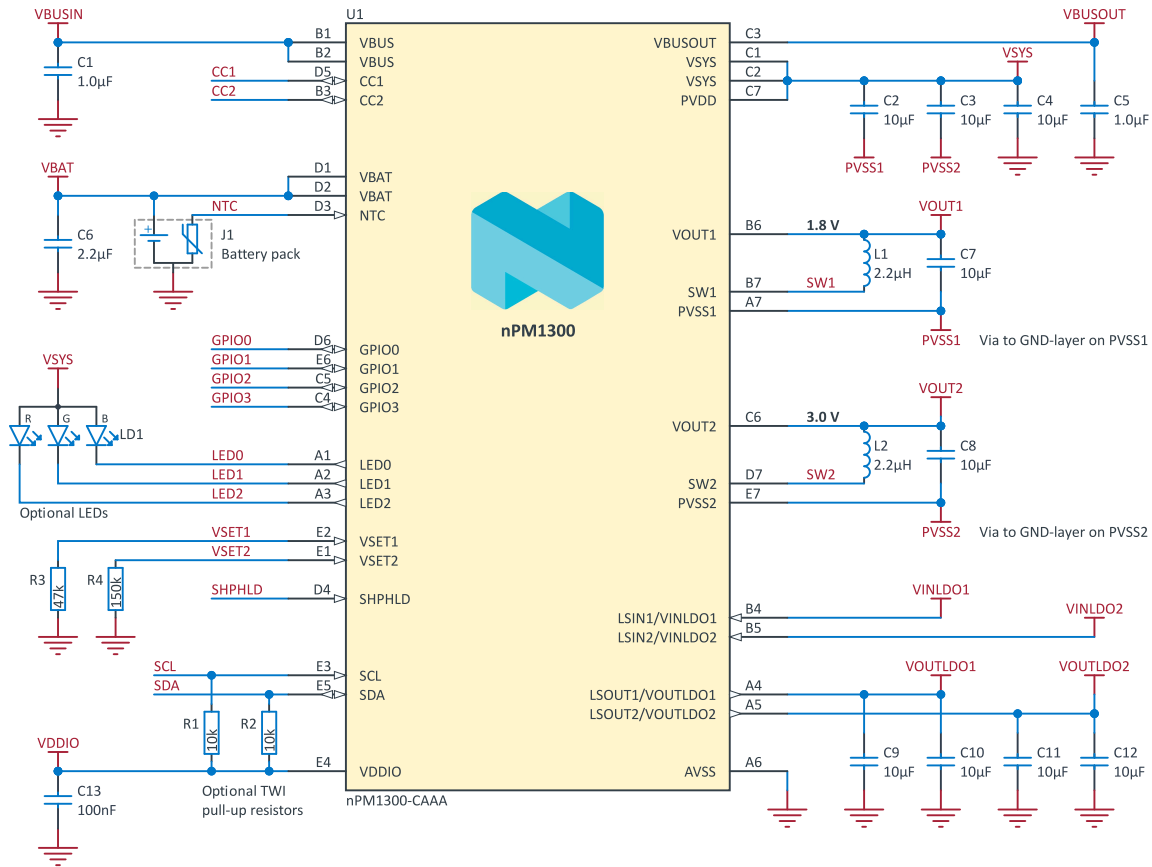 U1
VBUSIN
B1
VBUS
B2
VBUS
C1
1.0µF
CC1
D5
CC1
CC2
B3
CC2
VBAT
D1
VBAT
D2
VBAT
NTC
D3
NTC
C6
2.2µF
+
J1
Battery pack
GPIO0
D6
GPIO0
GPIO1
E6
GPIO1
GPIO2
C5
GPIO2
GPIO3
C4
GPIO3
VSYS
R
G
B
LD1
LED0
A1
LED0
LED1
A2
LED1
LED2
A3
LED2
Optional LEDs
VSET1
E2
VSET1
VSET2
E1
VSET2
R3
47k
R4
150k
SHPHLD
D4
SHPHLD
SCL
E3
SCL
SDA
E5
SDA
R1
10k
R2
10k
VDDIO
E4
VDDIO
C13
100nF
Optional TWI
pull-up resistors
nPM1300
nPM1300-CAAA
VBUSOUT
C3
VBUSOUT
VSYS
C1
VSYS
VSYS
C2
PVDD
C7
C2
10µF
C3
10µF
C4
10µF
C5
1.0µF
PVSS1
PVSS2
VOUT1
VOUT1
B6
1.8 V
L1
2.2µH
C7
10µF
SW1
B7
SW1
PVSS1
A7
PVSS1
Via to GND-layer on PVSS1
VOUT2
VOUT2
C6
3.0 V
L2
2.2µH
C8
10µF
SW2
D7
SW2
PVSS2
E7
PVSS2
Via to GND-layer on PVSS2
VINLDO1
VINLDO2
LSIN1/VINLDO1
B4
LSIN2/VINLDO2
B5
VOUTLDO1
VOUTLDO2
LSOUT1/VOUTLDO1
A4
LSOUT2/VOUTLDO2
A5
C9
10µF
C10
10µF
C11
10µF
C12
10µF
AVSS
A6